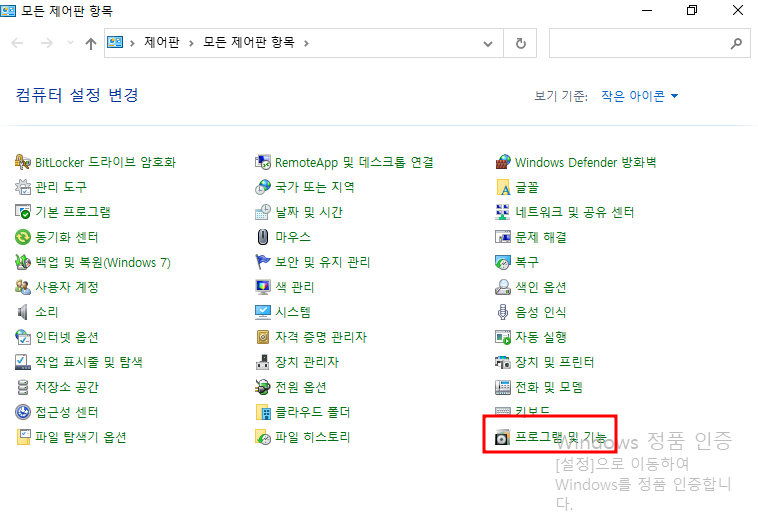 모든 제어판 항목
제어판 > 모든 제어판 항목 >
컴퓨터 설정 변경
보기 기준: 작은 아이콘
BitLocker 드라이브 암호화
RemoteApp 및 데스크톱 연결
Windows Defender 방화벽
관리 도구
국가 또는 지역
글꼴
기본 프로그램
날짜 및 시간
네트워크 및 공유 센터
동기화 센터
마우스
문제 해결
백업 및 복원(Windows 7)
보안 및 유지 관리
복구
사용자 계정
색 관리
색인 옵션
소리
시스템
음성 인식
인터넷 옵션
자격 증명 관리자
자동 실행
작업 표시줄 및 탐색
장치 관리자
장치 및 프린터
저장소 공간
전원 옵션
전화 및 모뎀
접근성 센터
클라우드 폴더
키보드
파일 탐색기 옵션
파일 히스토리
프로그램 및 기능
Windows 정품 인증
[설정]으로 이동하여
Windows를 정품 인증합니
다.